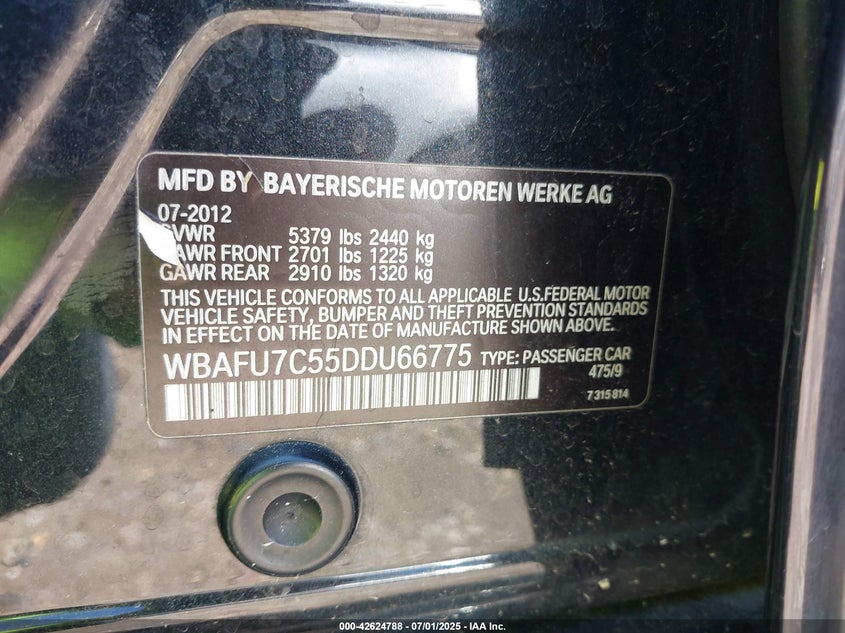 MFD BY BAYERISCHE MOTOREN WERKE AG
07-2012
GVWR 5379 lbs 2440 kg
GAWR FRONT 2701 lbs 1225 kg
GAWR REAR 2910 lbs 1320 kg
THIS VEHICLE CONFORMS TO ALL APPLICABLE U.S.FEDERAL MOTOR
VEHICLE SAFETY, BUMPER AND THEFT PREVENTION STANDARDS
IN EFFECT ON THE DATE OF MANUFACTURE SHOWN ABOVE.
WBAFU7C55DDU66775 TYPE: PASSENGER CAR
475/9
7 315 814
000-42624788 - 07/01/2025 - IAA Inc.